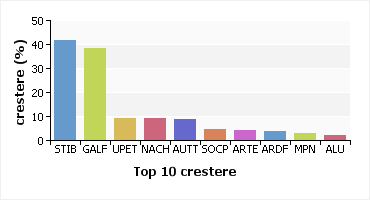 crestere (%)
50
40
30
20
10
0
STIB GALF UPET NACH AUTT SOCP ARTE ARDF MPN ALU
Top 10 crestere